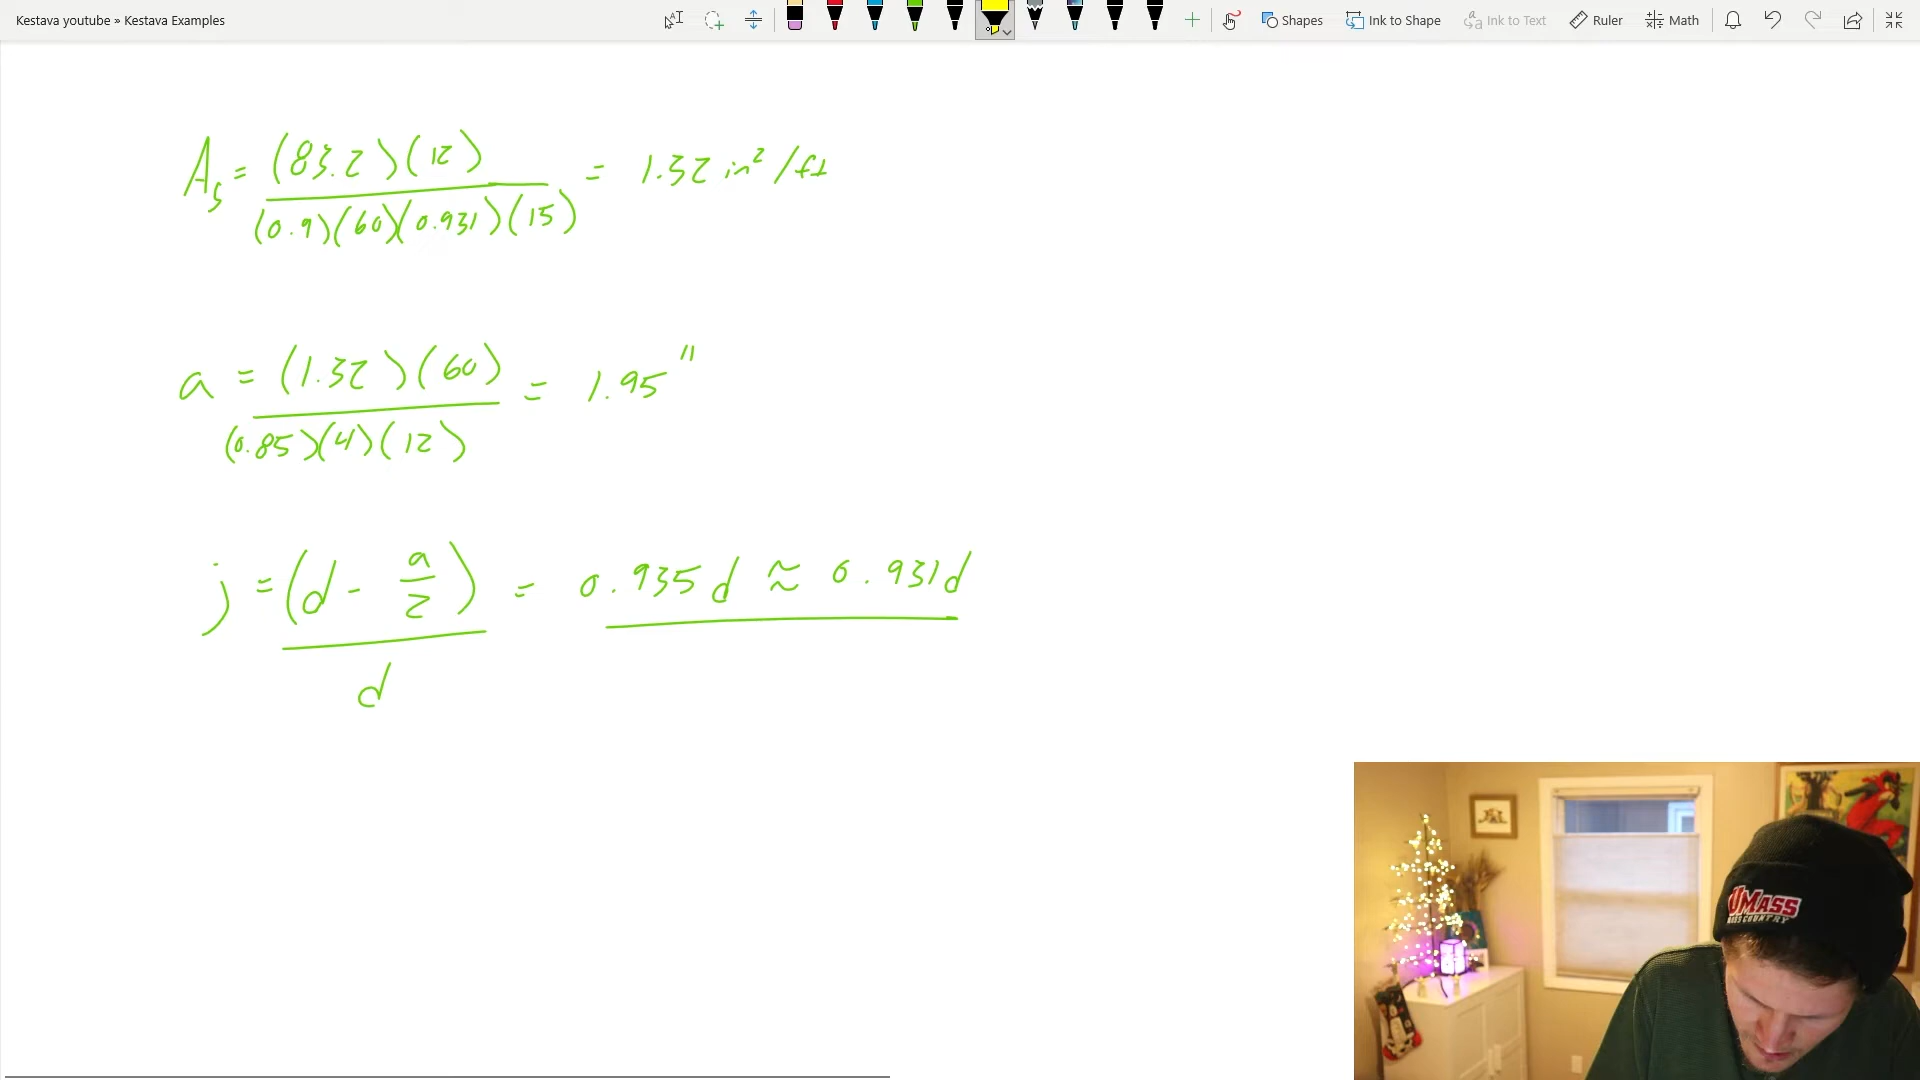 Kestava youtube » Kestava Examples
Shapes
Ink to Shape
Ink to Text
Ruler
Math
As = (83.2)(12) / (0.9)(60)(0.931)(15) = 1.32 in² /ft
a = (1.32)(60) / (0.85)(4)(12) = 1.95"
j = (d - a/2) / d = 0.935d ≈ 0.931d
UMASS
CROSS COUNTRY